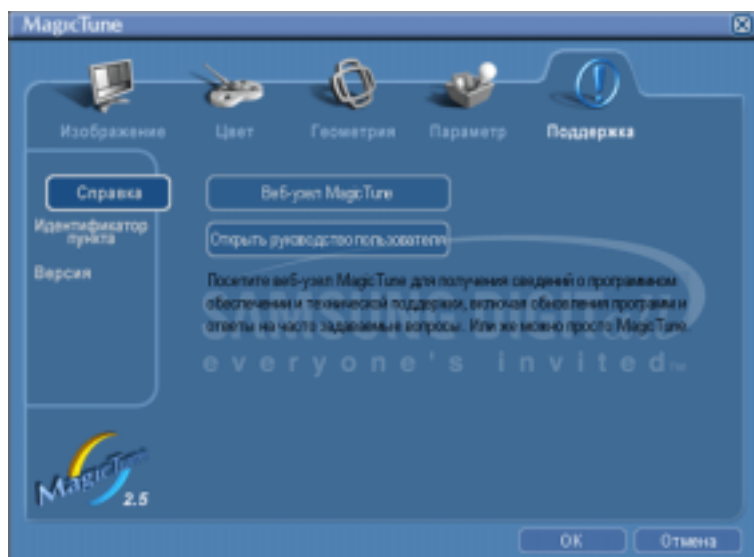 MagicTune
Изображение
Цвет
Геометрия
Параметр
Поддержка
Справка
Идентификатор
пункта
Версия
Веб-узел MagicTune
Открыть руководство пользователя
Посетите веб-узел MagicTune для получения сведений о программном
обеспечении и технической поддержки, включая обновления программ и
ответы на часто задаваемые вопросы. Или же можно просто MagicTune.
SAMSUNG DIGITall
everyone's invited™
MagicTune
2.5
OK
Отмена